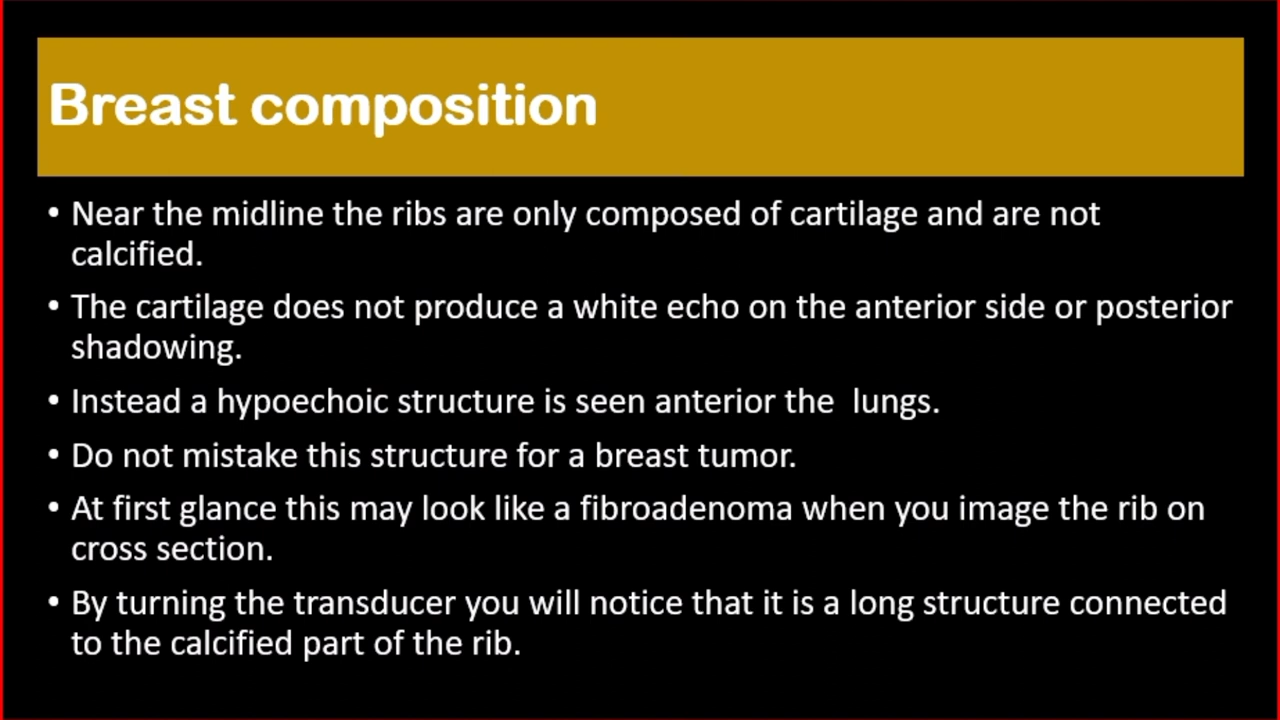 Breast composition
• Near the midline the ribs are only composed of cartilage and are not
calcified.
• The cartilage does not produce a white echo on the anterior side or posterior
shadowing.
• Instead a hypoechoic structure is seen anterior the  lungs.
• Do not mistake this structure for a breast tumor.
• At first glance this may look like a fibroadenoma when you image the rib on
cross section.
• By turning the transducer you will notice that it is a long structure connected
to the calcified part of the rib.